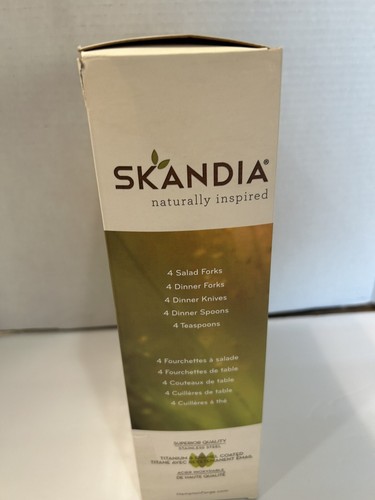 SKANDIA®
naturally inspired
4 Salad Forks
4 Dinner Forks
4 Dinner Knives
4 Dinner Spoons
4 Teaspoons
4 Fourchettes à salade
4 Fourchettes de table
4 Couteaux de table
4 Cuillères de table
4 Cuillères à thé
SUPERIOR QUALITY
STAINLESS STEEL
TITANIUM COATED
TITANE AVEC
ACIER INOXYDABLE
DE HAUTE QUALITÉ